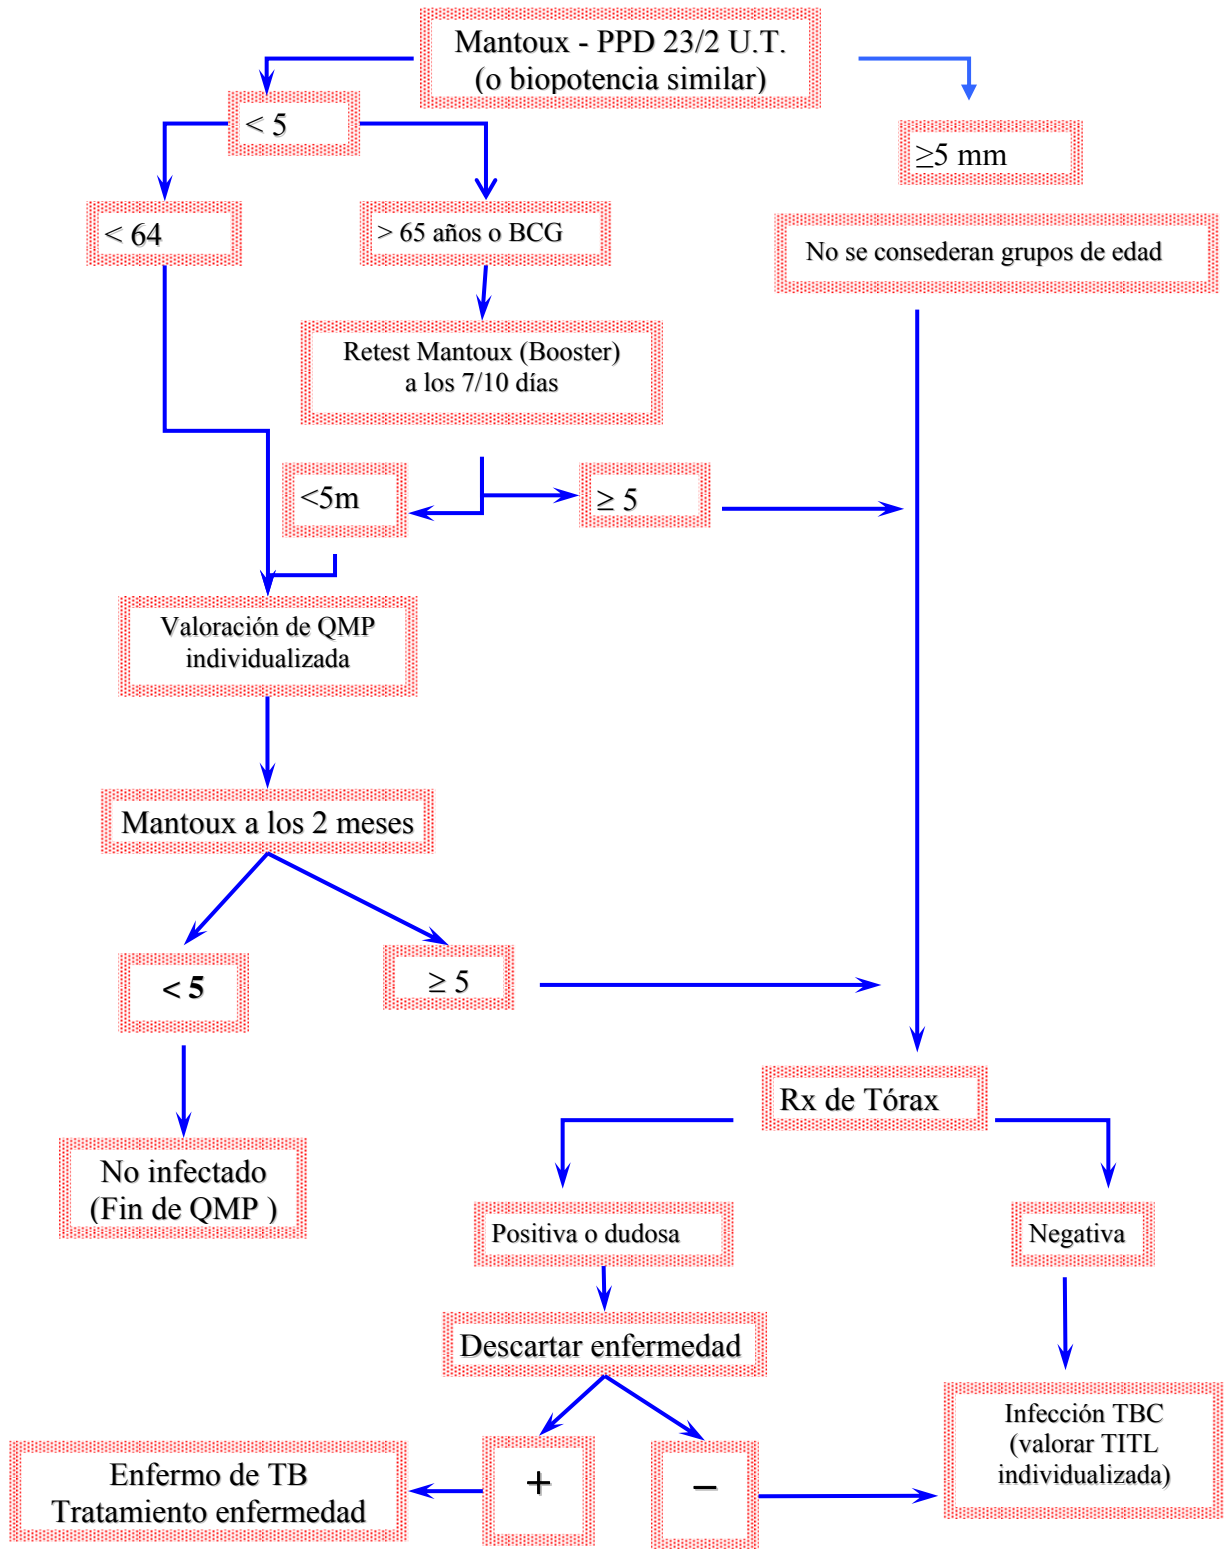 Mantoux - PPD 23/2 U.T.
(o biopotencia similar)
< 5
≥5 mm
< 64
> 65 años o BCG
No se consederan grupos de edad
Retest Mantoux (Booster)
a los 7/10 días
<5m
≥ 5
Valoración de QMP
individualizada
Mantoux a los 2 meses
< 5
≥ 5
Rx de Tórax
No infectado
(Fin de QMP )
Positiva o dudosa
Negativa
Descartar enfermedad
Infección TBC
(valorar TITL
individualizada)
Enfermo de TB
Tratamiento enfermedad
+
–